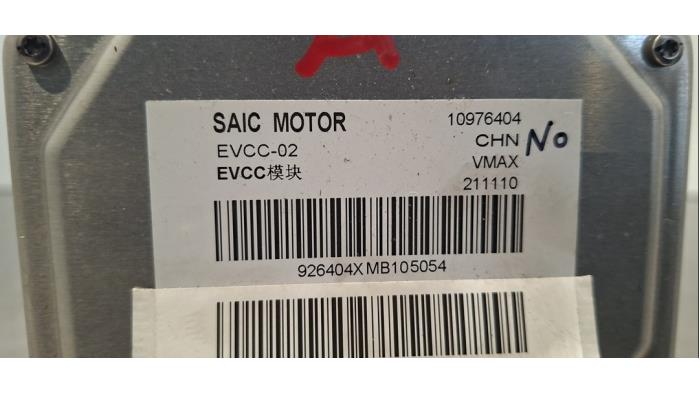 A
SAIC MOTOR 10976404
EVCC-02 CHN No
EVCC模块 VMAX
211110
926404XMB105054